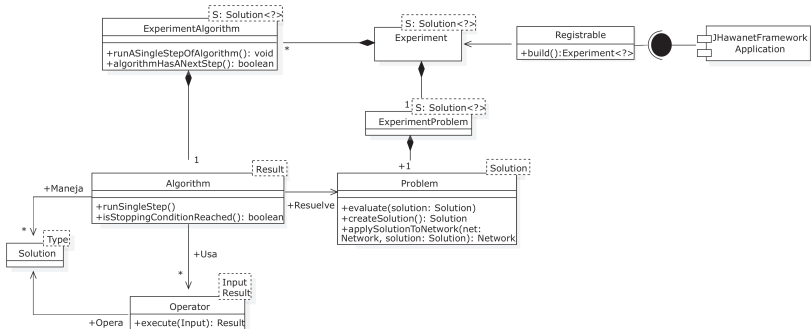 S: Solution<?>
ExperimentAlgorithm
+runASingleStepOfAlgorithm(): void
+algorithmHasANextStep(): boolean
*
S: Solution<?>
Experiment
Registrable
+build():Experiment<?>
JHawanetFramework
Application
1
S: Solution<?>
ExperimentProblem
1
+1
Result
Algorithm
+runSingleStep()
+isStoppingConditionReached(): boolean
+Maneja
+Resuelve
Solution
Problem
+evaluate(solution: Solution)
+createSolution(): Solution
+applySolutionToNetwork(net:
Network, solution: Solution): Network
*
Type
Solution
+Usa
*
Input
Result
Operator
+execute(Input): Result
+Opera